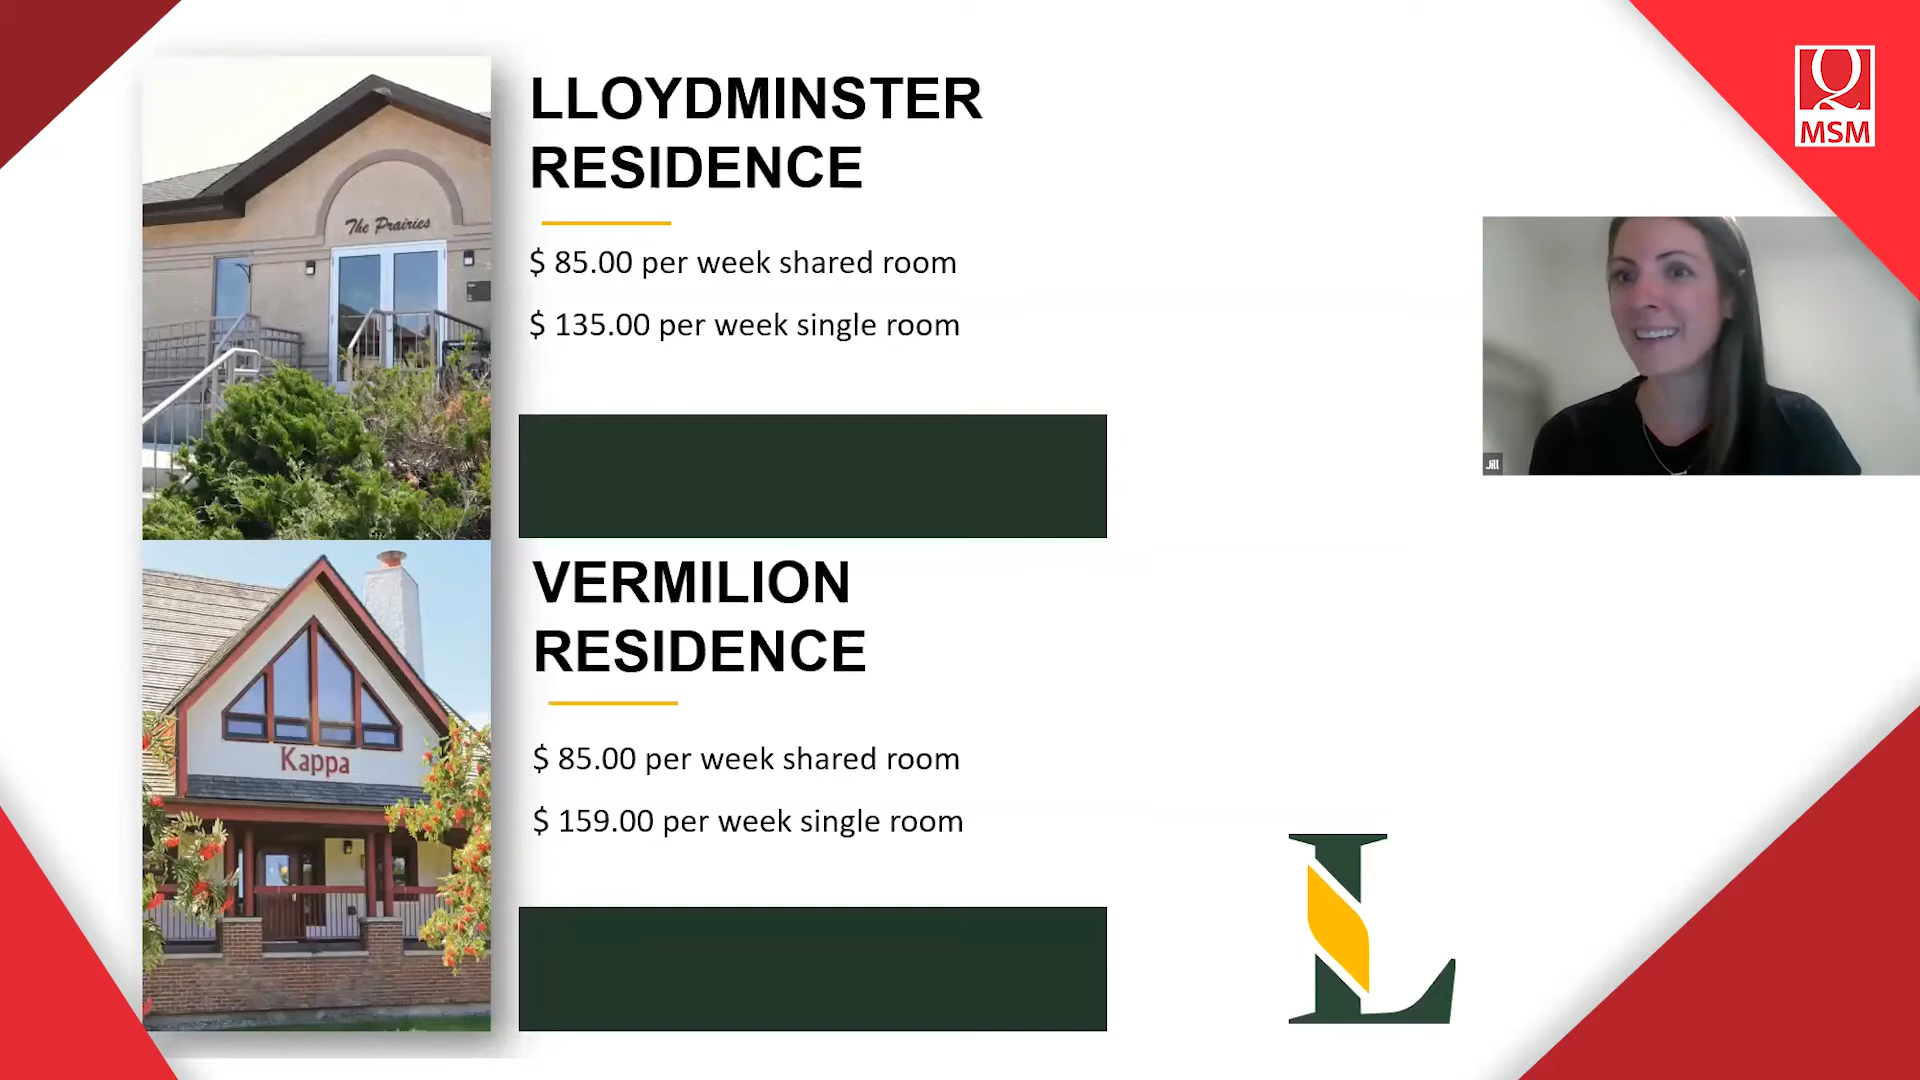 LLOYDMINSTER
RESIDENCE
$ 85.00 per week shared room
$ 135.00 per week single room
The Prairies
VERMILION
RESIDENCE
$ 85.00 per week shared room
$ 159.00 per week single room
Kappa
MSM
Jill